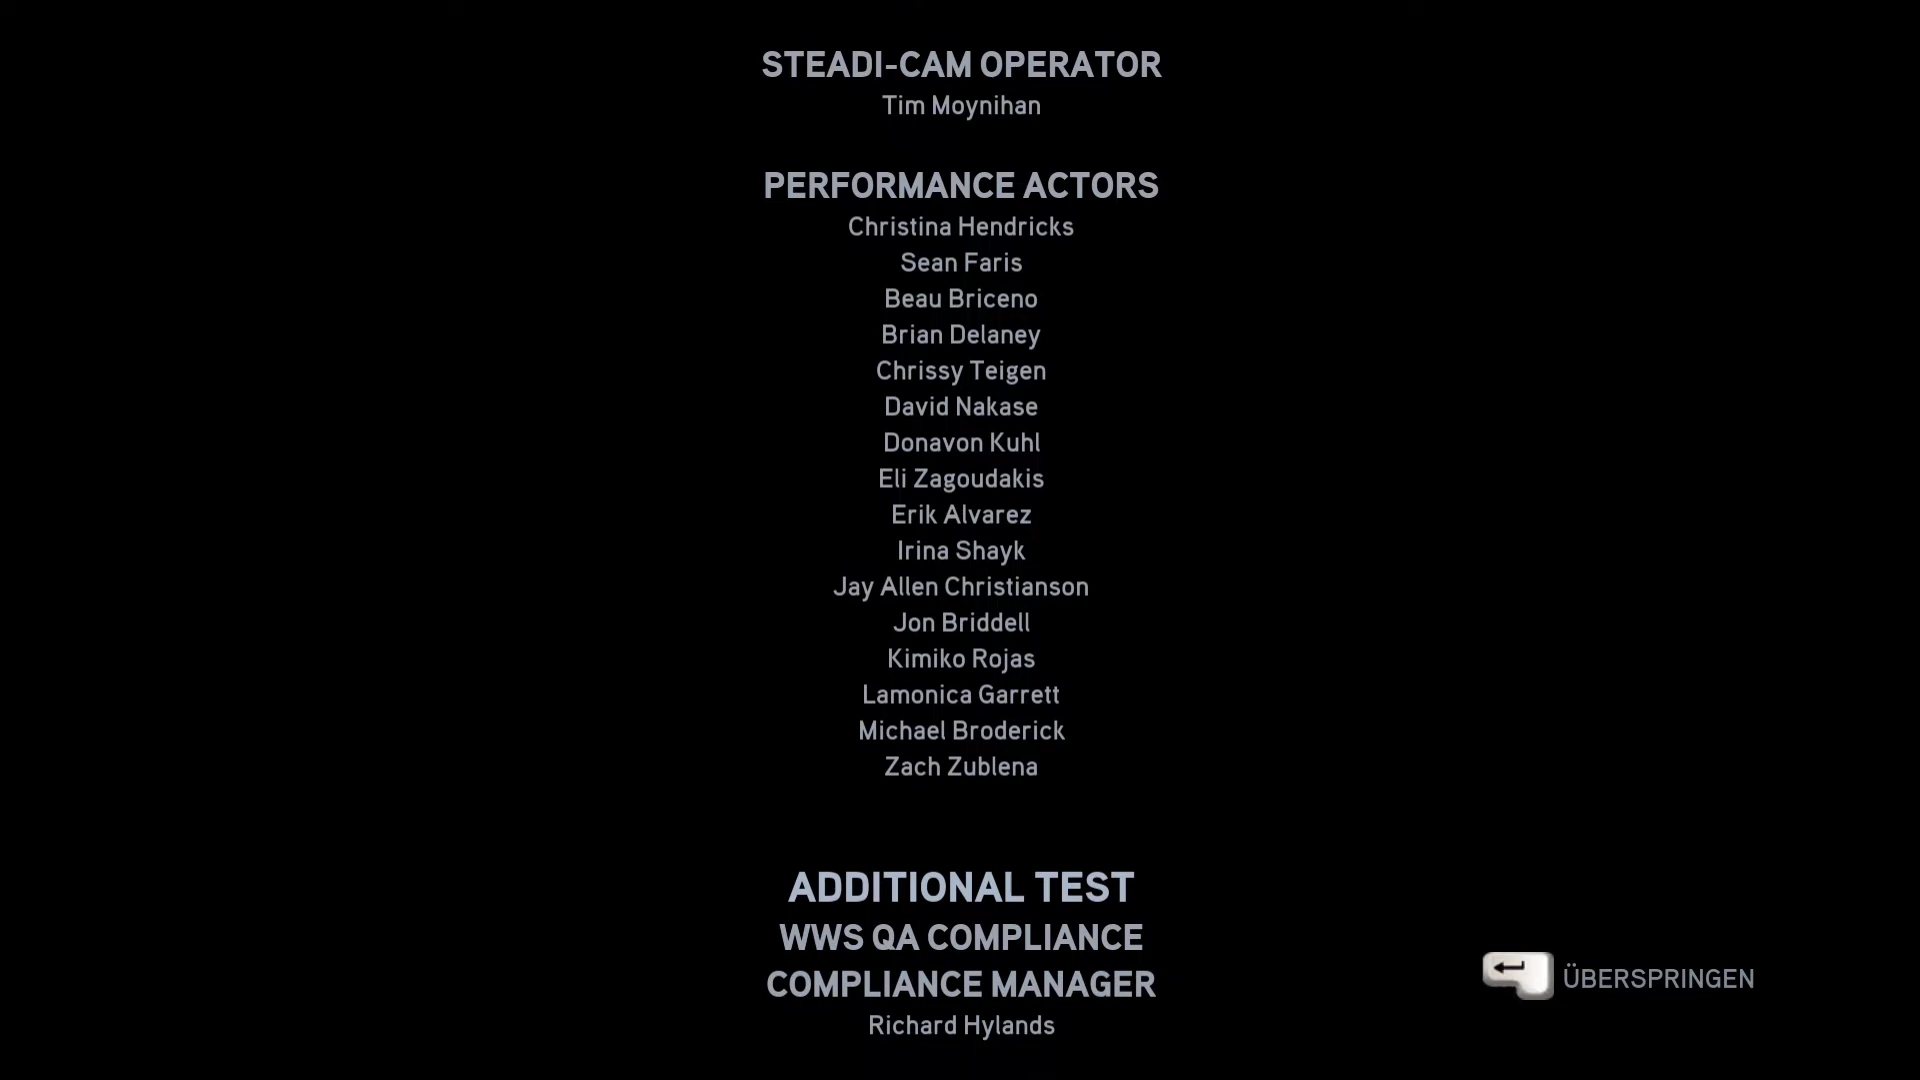 STEADI-CAM OPERATOR
Tim Moynihan
PERFORMANCE ACTORS
Christina Hendricks
Sean Faris
Beau Briceno
Brian Delaney
Chrissy Teigen
David Nakase
Donavon Kuhl
Eli Zagoudakis
Erik Alvarez
Irina Shayk
Jay Allen Christianson
Jon Briddell
Kimiko Rojas
Lamonica Garrett
Michael Broderick
Zach Zublena
ADDITIONAL TEST
WWS QA COMPLIANCE
COMPLIANCE MANAGER
Richard Hylands
ÜBERSPRINGEN